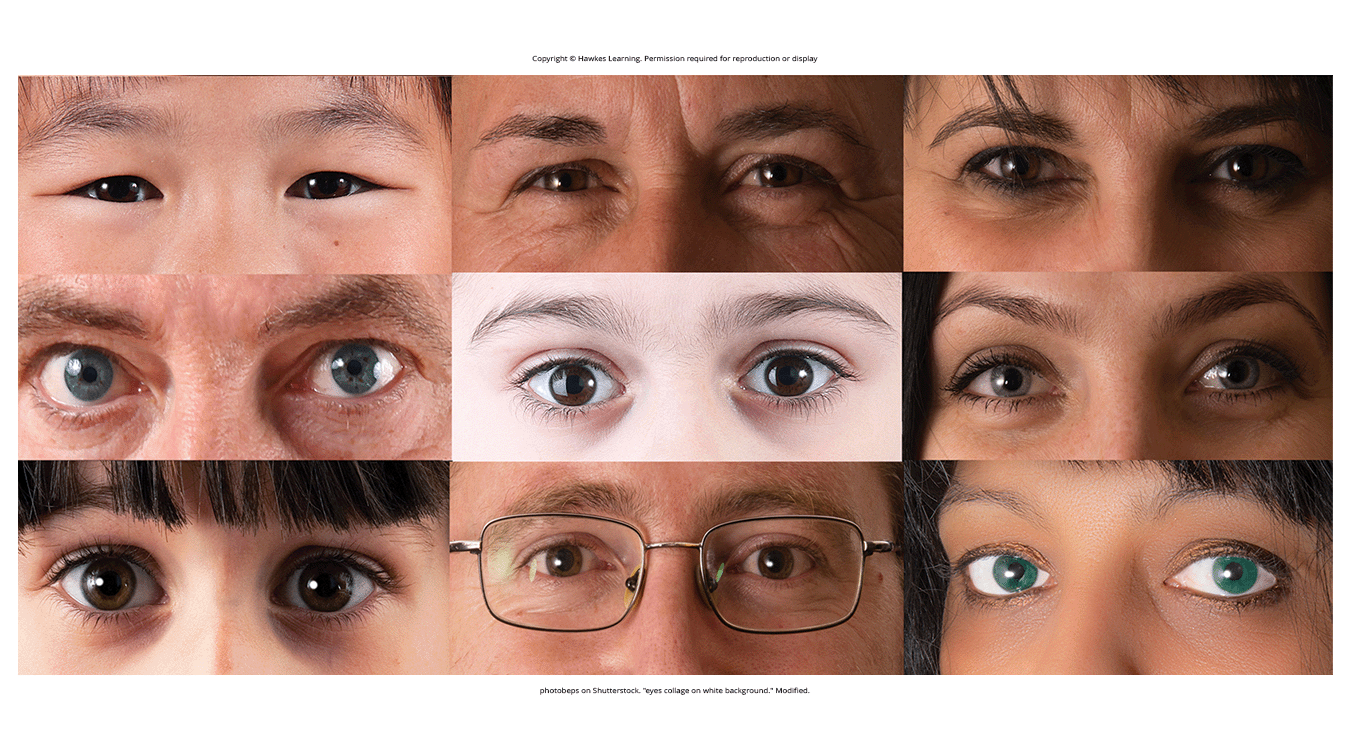 Copyright © Hawkes Learning. Permission required for reproduction or display
photobeps on Shutterstock. "eyes collage on white background." Modified.